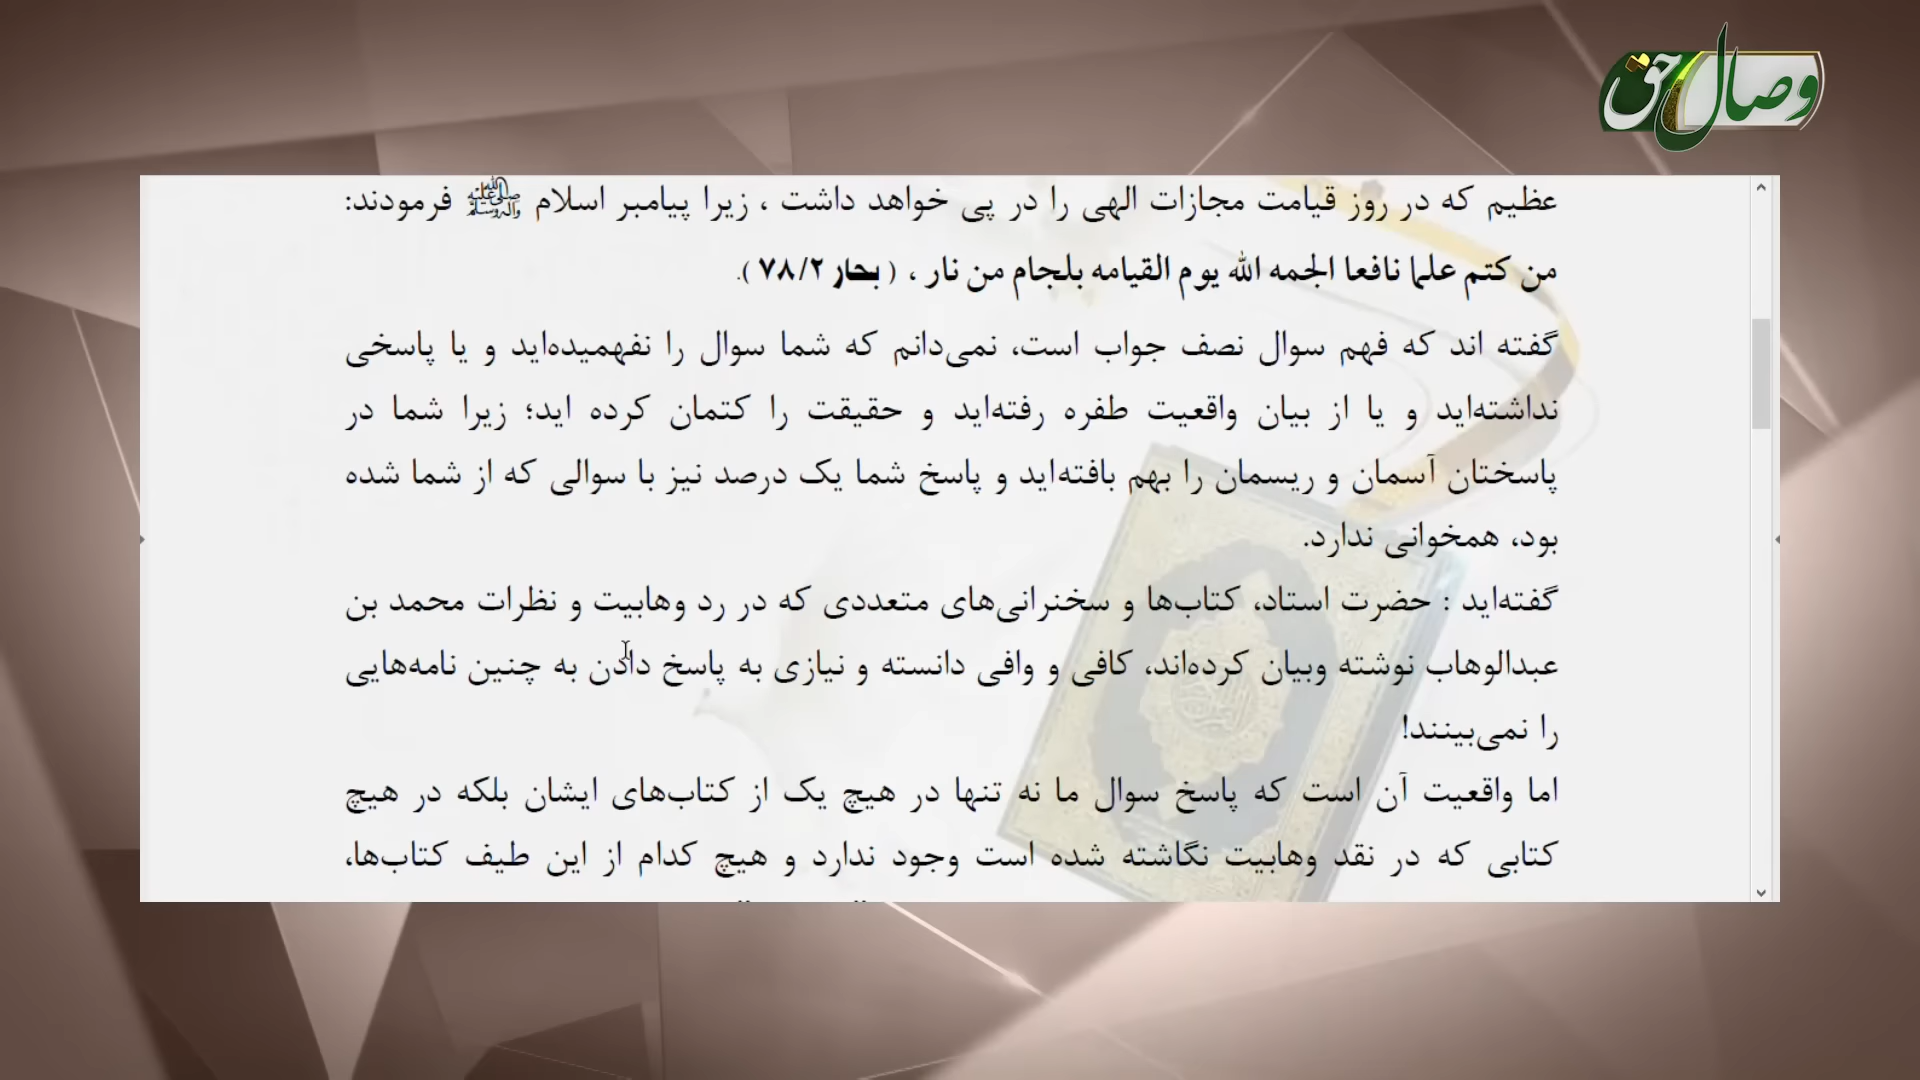 وصال حق
عظیم که در روز قیامت مجازات الهی را در پی خواهد داشت ، زیرا پیامبر اسلام ﷺ فرمودند:
من کتم علما نافعا الجمه الله یوم القیامه بلجام من نار ، ( بحار ۷۸/۲ ).
گفته اند که فهم سوال نصف جواب است، نمی‌دانم که شما سوال را نفهمیده‌اید و یا پاسخی
نداشته‌اید و یا از بیان واقعیت طفره رفته‌اید و حقیقت را کتمان کرده اید؛ زیرا شما در
پاسختان آسمان و ریسمان را بهم بافته‌اید و پاسخ شما یک درصد نیز با سوالی که از شما شده
بود، همخوانی ندارد.
گفته‌اید : حضرت استاد، کتاب‌ها و سخنرانی‌های متعددی که در رد وهابیت و نظرات محمد بن
عبدالوهاب نوشته وبیان کرده‌اند، کافی و وافی دانسته و نیازی به پاسخ دادن به چنین نامه‌هایی
را نمی‌بینند!
اما واقعیت آن است که پاسخ سوال ما نه تنها در هیچ یک از کتاب‌های ایشان بلکه در هیچ
کتابی که در نقد وهابیت نگاشته شده است وجود ندارد و هیچ کدام از این طیف کتاب‌ها،